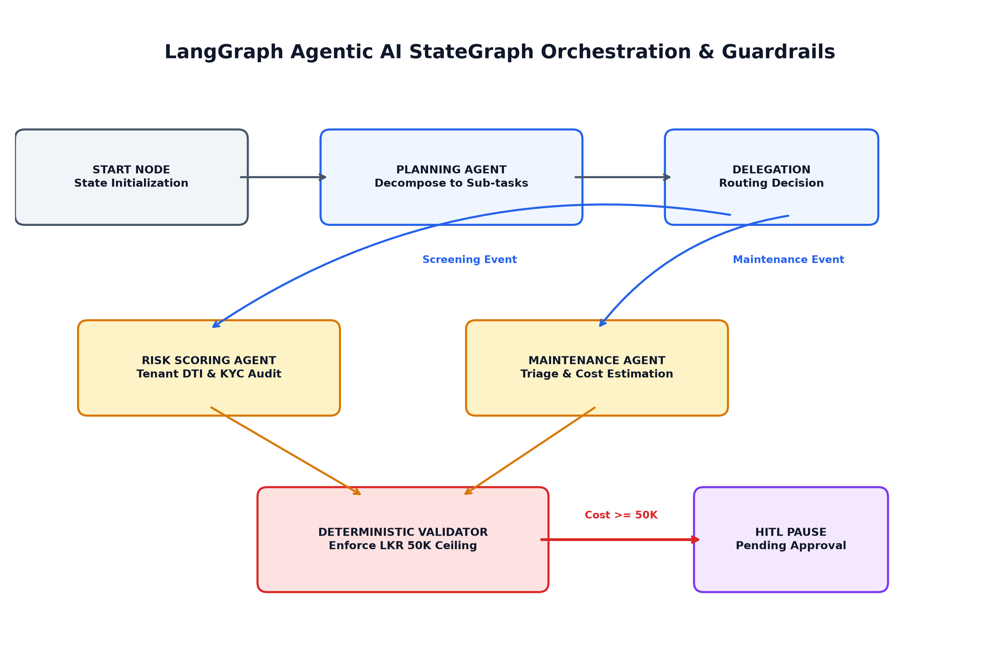 LangGraph Agentic AI StateGraph Orchestration & Guardrails
START NODE
State Initialization
PLANNING AGENT
Decompose to Sub-tasks
DELEGATION
Routing Decision
Screening Event
Maintenance Event
RISK SCORING AGENT
Tenant DTI & KYC Audit
MAINTENANCE AGENT
Triage & Cost Estimation
DETERMINISTIC VALIDATOR
Enforce LKR 50K Ceiling
Cost >= 50K
HITL PAUSE
Pending Approval